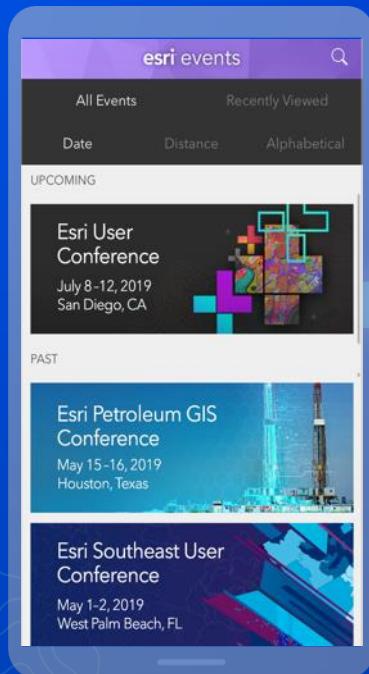 esri events
All Events Recently Viewed
Date Distance Alphabetical
UPCOMING
Esri User
Conference
July 8-12, 2019
San Diego, CA
PAST
Esri Petroleum GIS
Conference
May 15-16, 2019
Houston, Texas
Esri Southeast User
Conference
May 1-2, 2019
West Palm Beach, FL